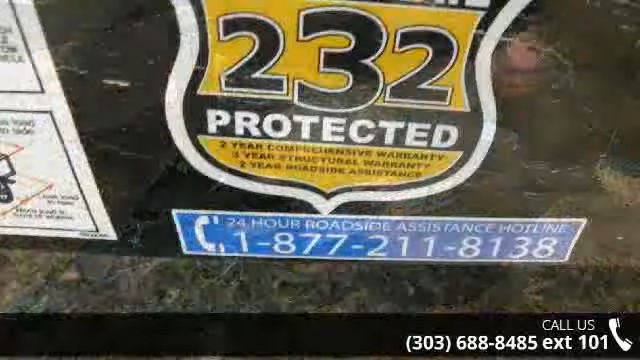 232
PROTECTED
2 YEAR COMPREHENSIVE WARRANTY
3 YEAR STRUCTURAL WARRANTY
2 YEAR ROADSIDE ASSISTANCE
24 HOUR ROADSIDE ASSISTANCE HOTLINE
1-877-211-8138
CALL US
(303) 688-8485 ext 101